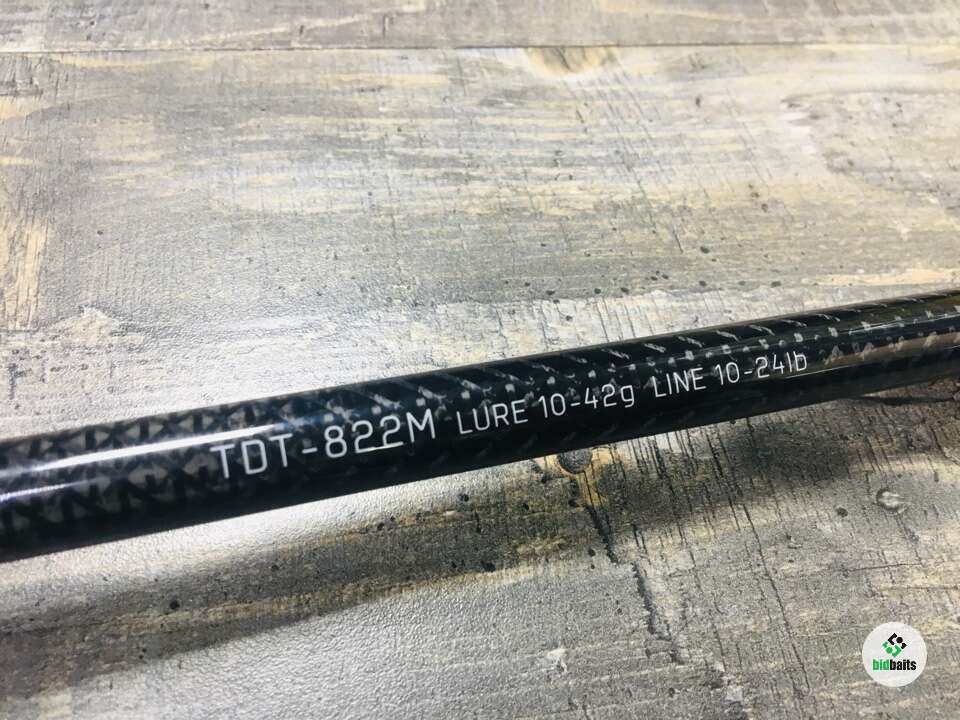 TDT-822M LURE 10-42g LINE 10-24lb
bidbaits